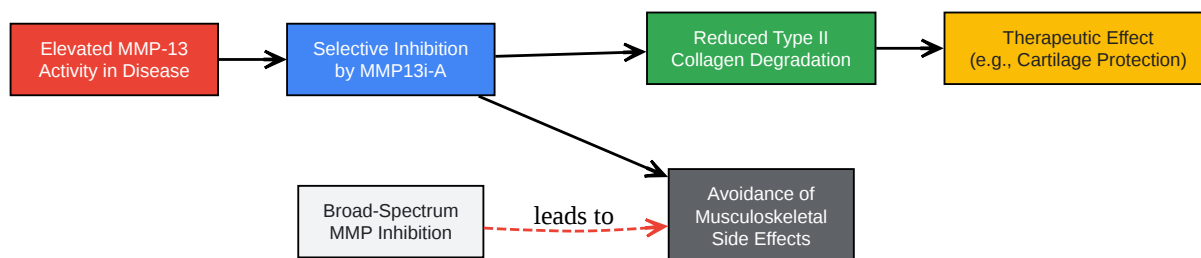 Elevated MMP-13
Activity in Disease
Selective Inhibition
by MMP13i-A
Reduced Type II
Collagen Degradation
Therapeutic Effect
(e.g., Cartilage Protection)
Broad-Spectrum
MMP Inhibition
leads to
Avoidance of
Musculoskeletal
Side Effects